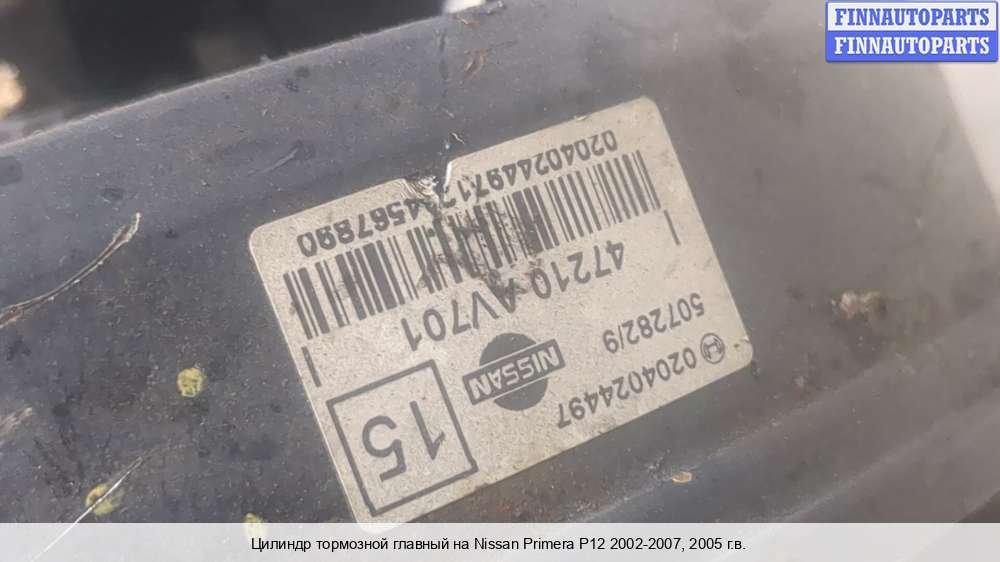 FINNAUTOPARTS
FINNAUTOPARTS
0204024497
507282/9
NISSAN
15
47210 AV701
Цилиндр тормозной главный на Nissan Primera P12 2002-2007, 2005 г.в.